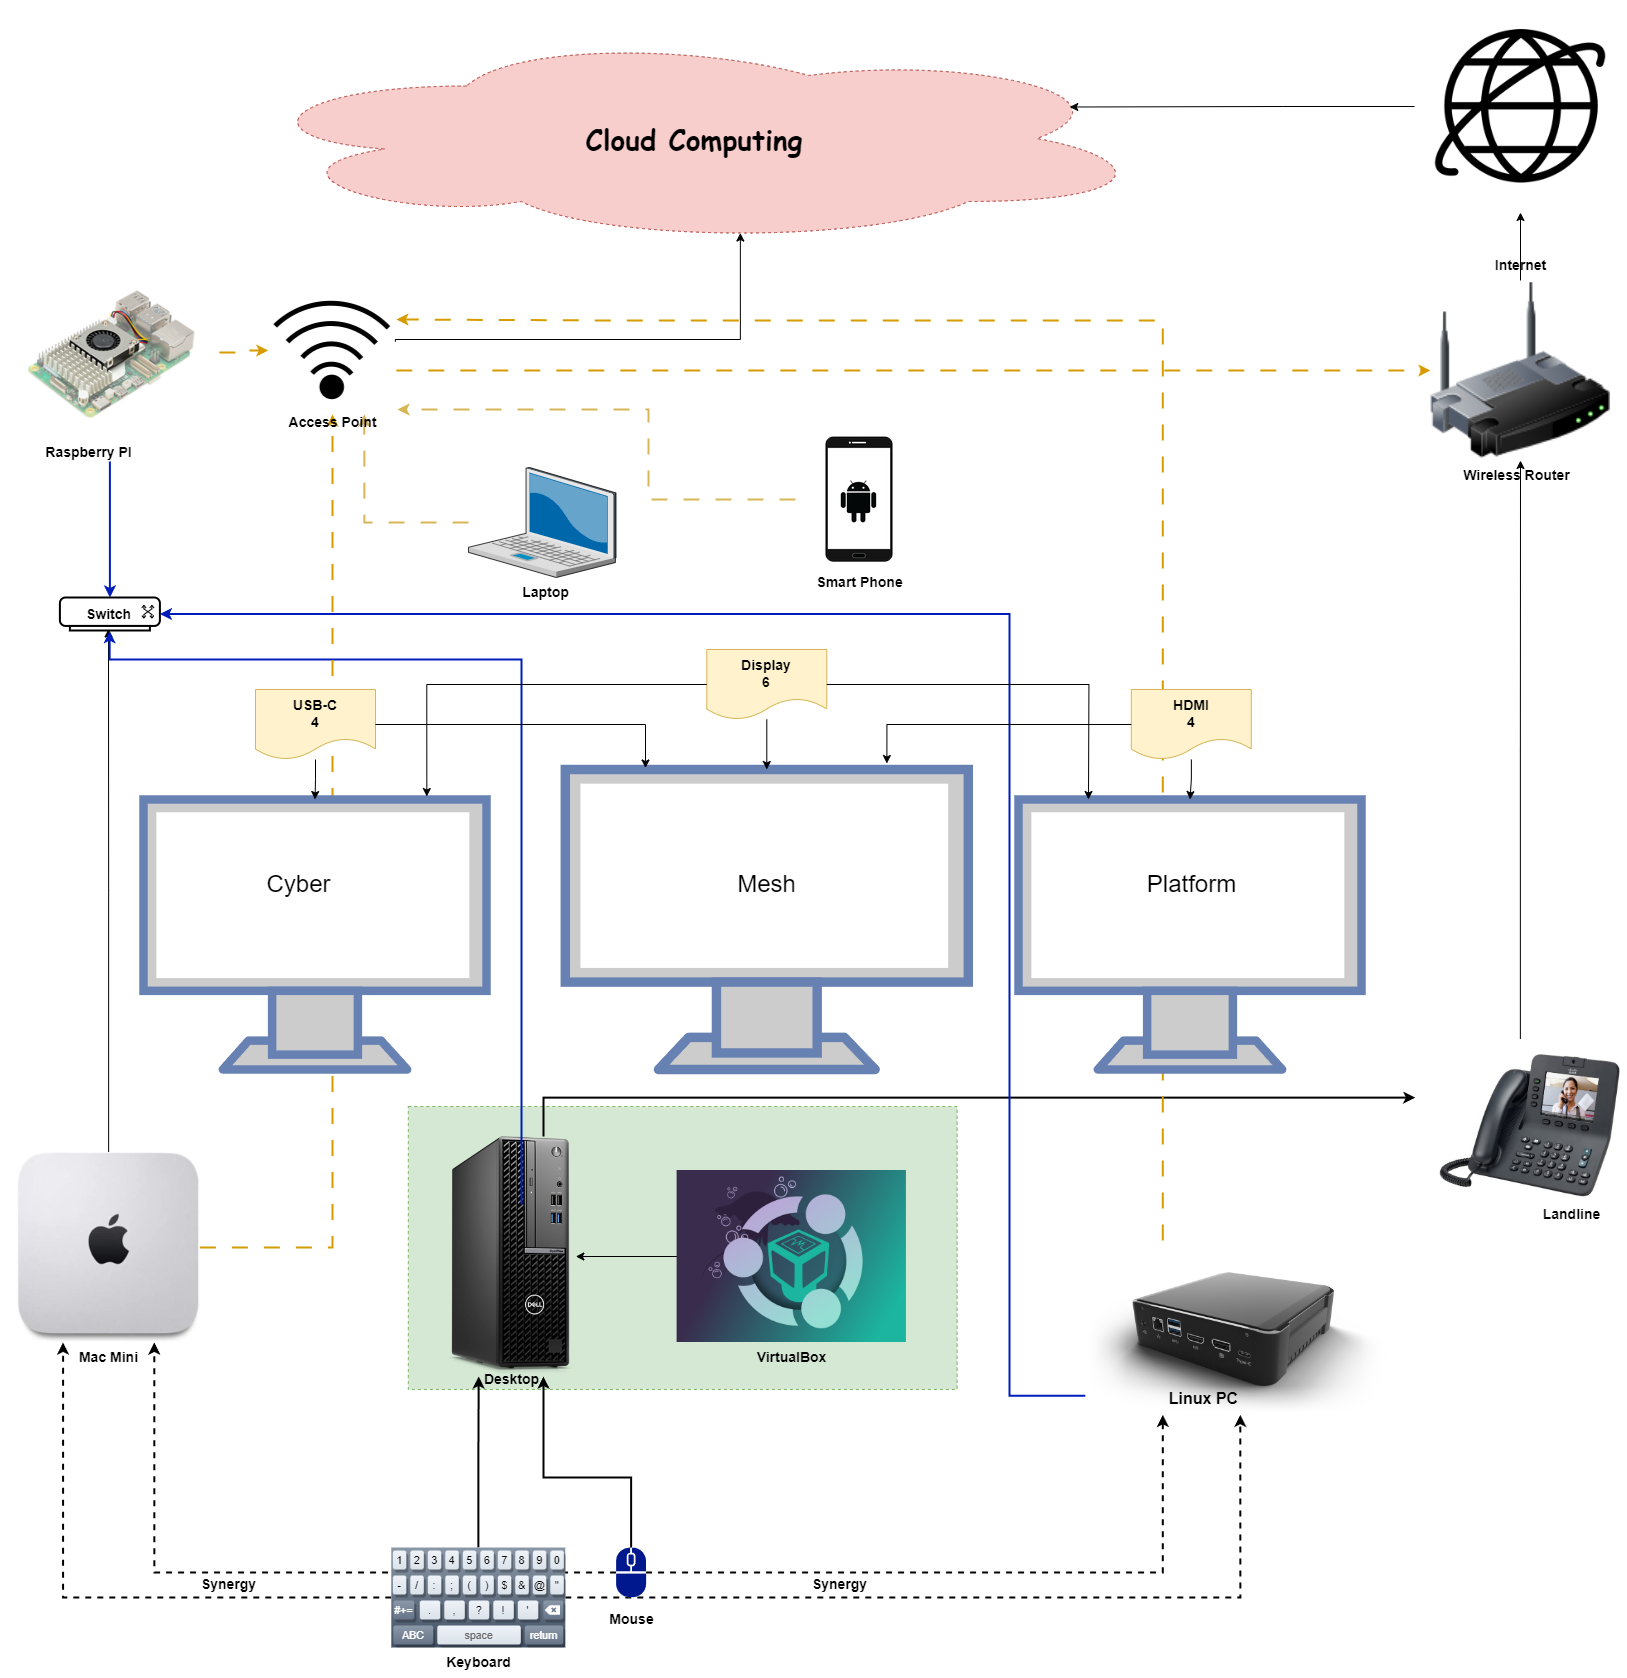 Cloud Computing
Internet
Access Point
Raspberry PI
Wireless Router
Smart Phone
Laptop
Switch
Display
6
USB-C
4
HDMI
4
Cyber
Mesh
Platform
Landline
DELL
VirtualBox
Mac Mini
Desktop
Type-C
Linux PC
1 2 3 4 5 6 7 8 9 0
- / : ; ( ) $ & @ "
#+= . , ? ! '
ABC space return
Synergy
Synergy
Mouse
Keyboard